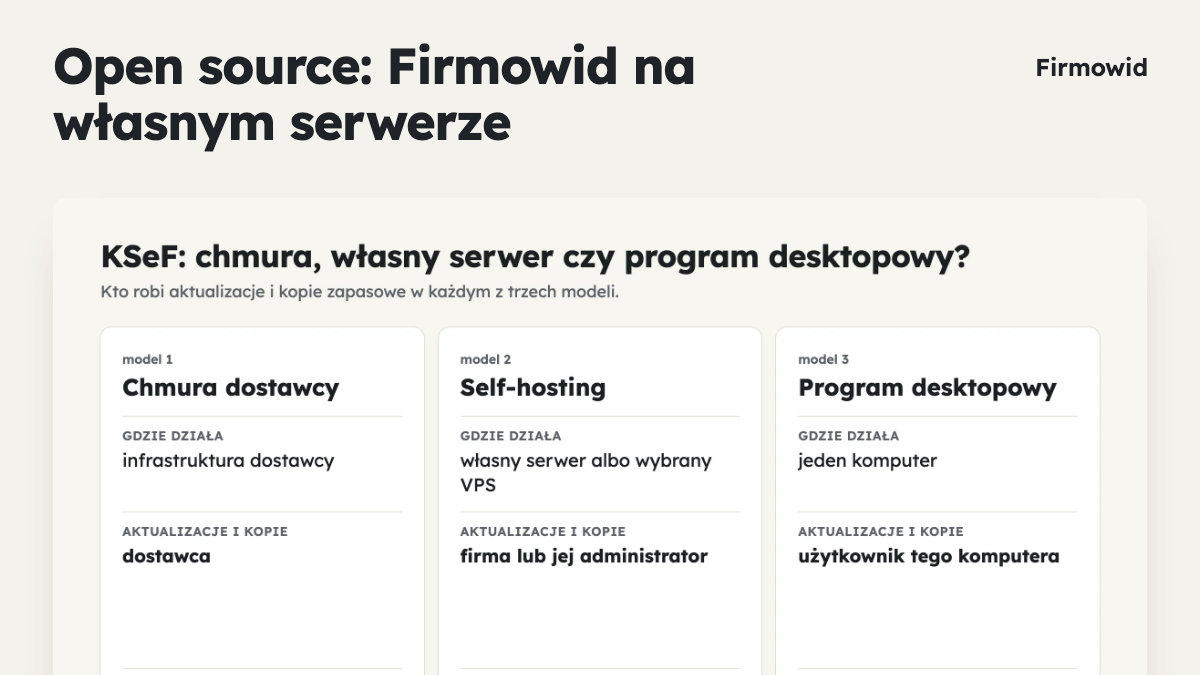 Open source: Firmowid na
własnym serwerze
Firmowid
KSeF: chmura, własny serwer czy program desktopowy?
Kto robi aktualizacje i kopie zapasowe w każdym z trzech modeli.
model 1
Chmura dostawcy
GDZIE DZIAŁA
infrastruktura dostawcy
AKTUALIZACJE I KOPIE
dostawca
model 2
Self-hosting
GDZIE DZIAŁA
własny serwer albo wybrany
VPS
AKTUALIZACJE I KOPIE
firma lub jej administrator
model 3
Program desktopowy
GDZIE DZIAŁA
jeden komputer
AKTUALIZACJE I KOPIE
użytkownik tego komputera